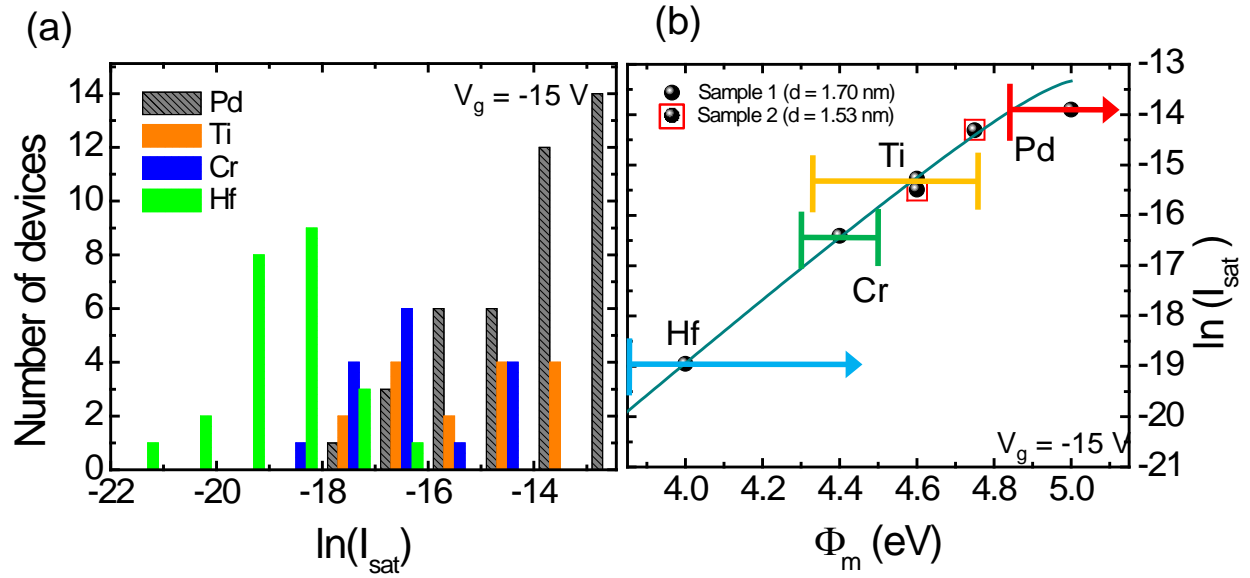 (a)
V_g = -15 V
Pd
Ti
Cr
Hf
Number of devices
14
12
10
8
6
4
2
0
-22 -20 -18 -16 -14
ln(I_sat)
(b)
Sample 1 (d = 1.70 nm)
Sample 2 (d = 1.53 nm)
Pd
Ti
Cr
Hf
V_g = -15 V
-13
-14
-15
-16
-17
-18
-19
-20
-21
ln (I_sat)
4.0 4.2 4.4 4.6 4.8 5.0
Φ_m (eV)